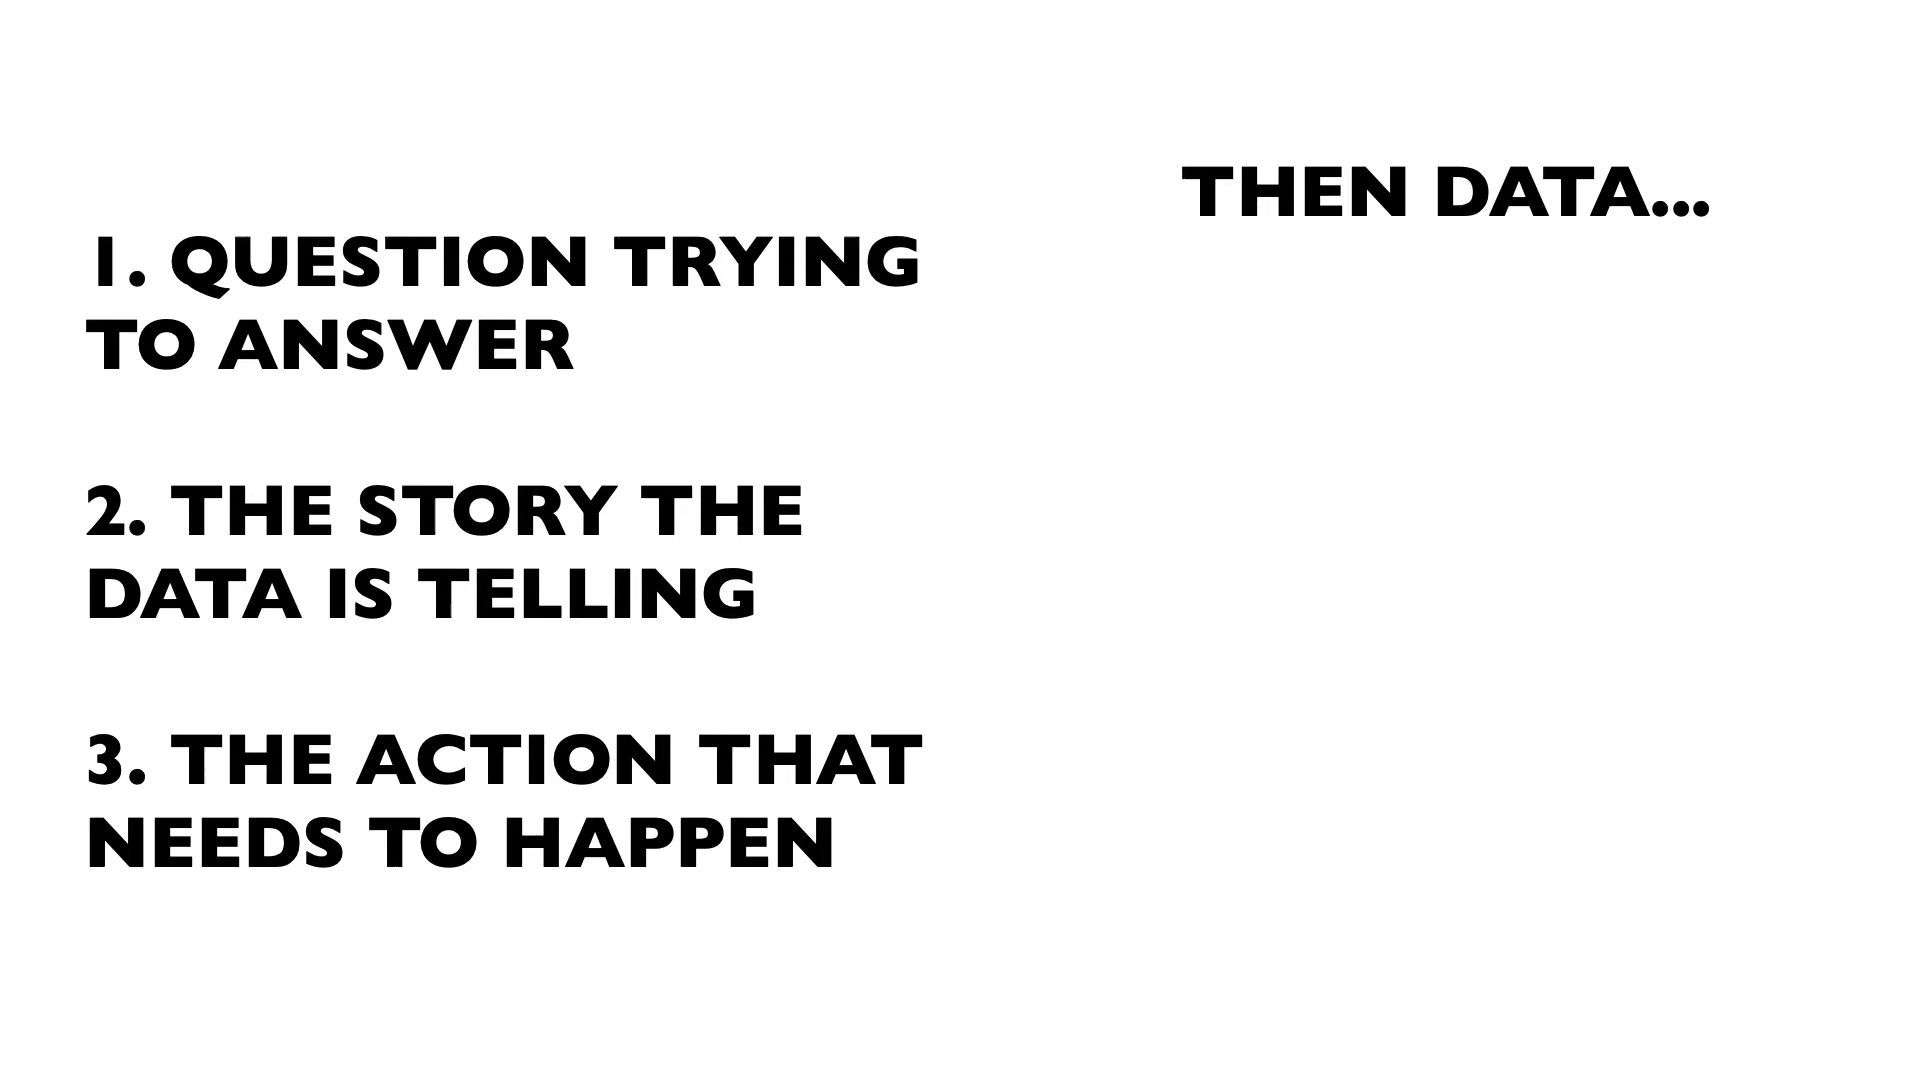 1. QUESTION TRYING
TO ANSWER
2. THE STORY THE
DATA IS TELLING
3. THE ACTION THAT
NEEDS TO HAPPEN
THEN DATA...